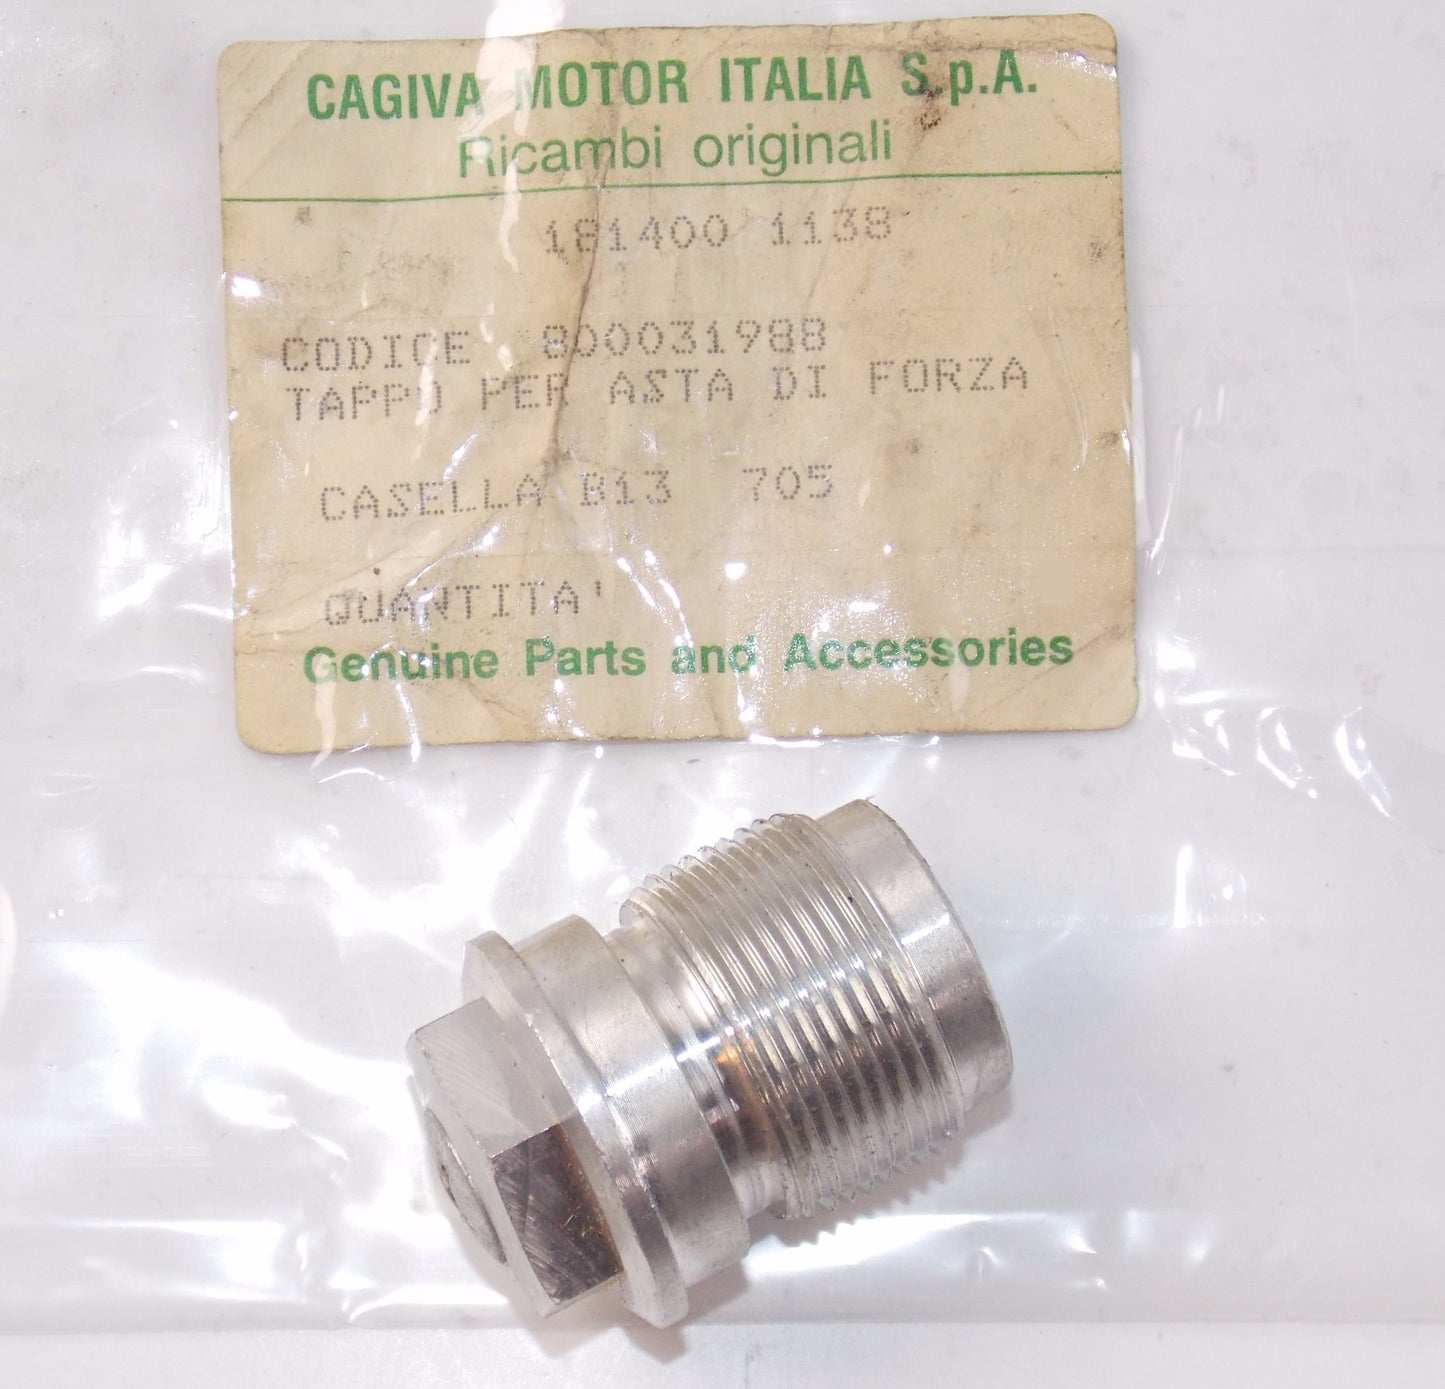 CAGIVA MOTOR ITALIA S.p.A.
Ricambi originali
181400 1138
CODICE 800031988
TAPPO PER ASTA DI FORZA
CASELLA B13 705
QUANTITA'
Genuine Parts and Accessories